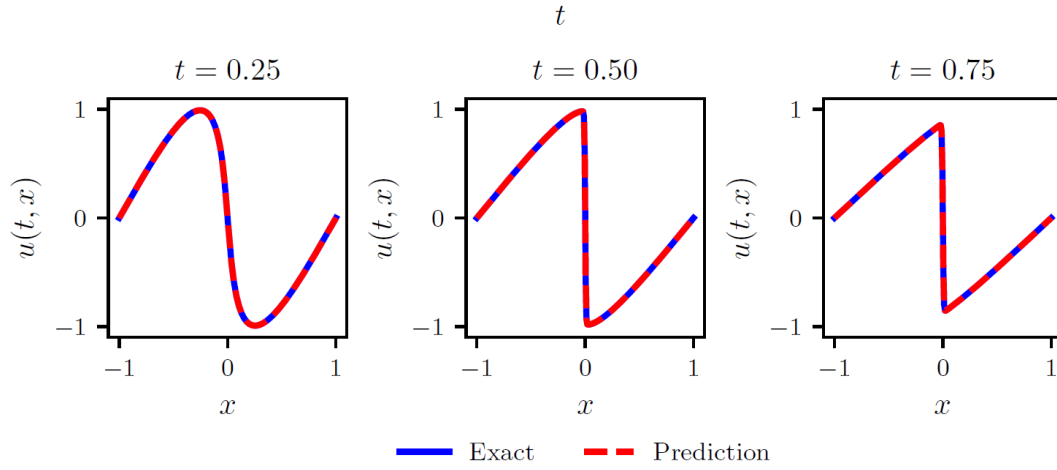 t
t = 0.25
t = 0.50
t = 0.75
u(t, x)
1
0
−1
−1
0
1
x
u(t, x)
1
0
−1
−1
0
1
x
u(t, x)
1
0
−1
−1
0
1
x
Exact
Prediction